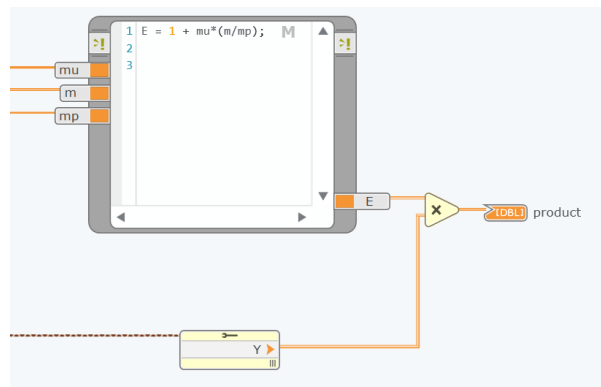 1 E = 1 + mu*(m/mp); M
2
3
mu
m
mp
E
×
[DBL] product
Y